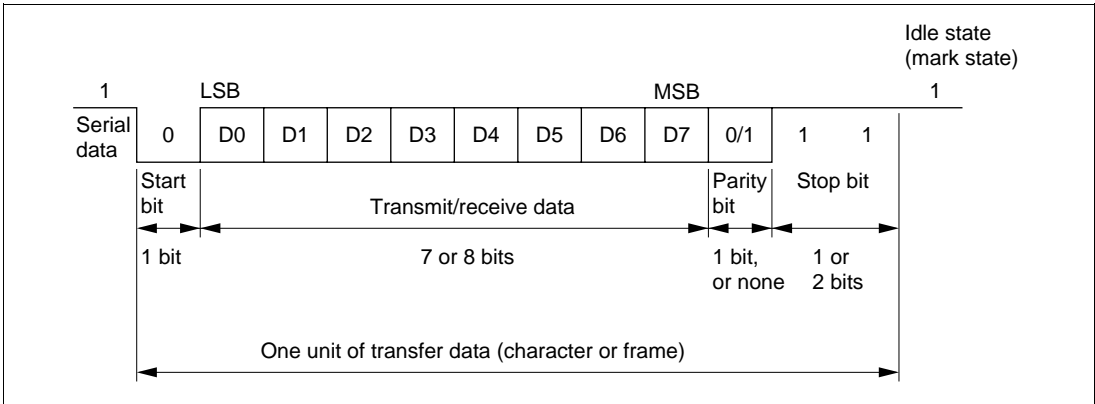 Idle state
(mark state)
1 LSB MSB 1
Serial
data 0 D0 D1 D2 D3 D4 D5 D6 D7 0/1 1 1
Start
bit
Transmit/receive data
Parity
bit
Stop bit
1 bit
7 or 8 bits
1 bit,
or none
1 or
2 bits
One unit of transfer data (character or frame)